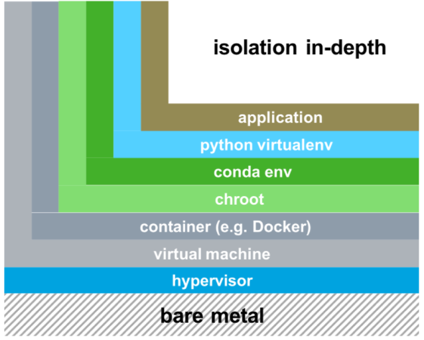 isolation in-depth
application
python virtualenv
conda env
chroot
container (e.g. Docker)
virtual machine
hypervisor
bare metal